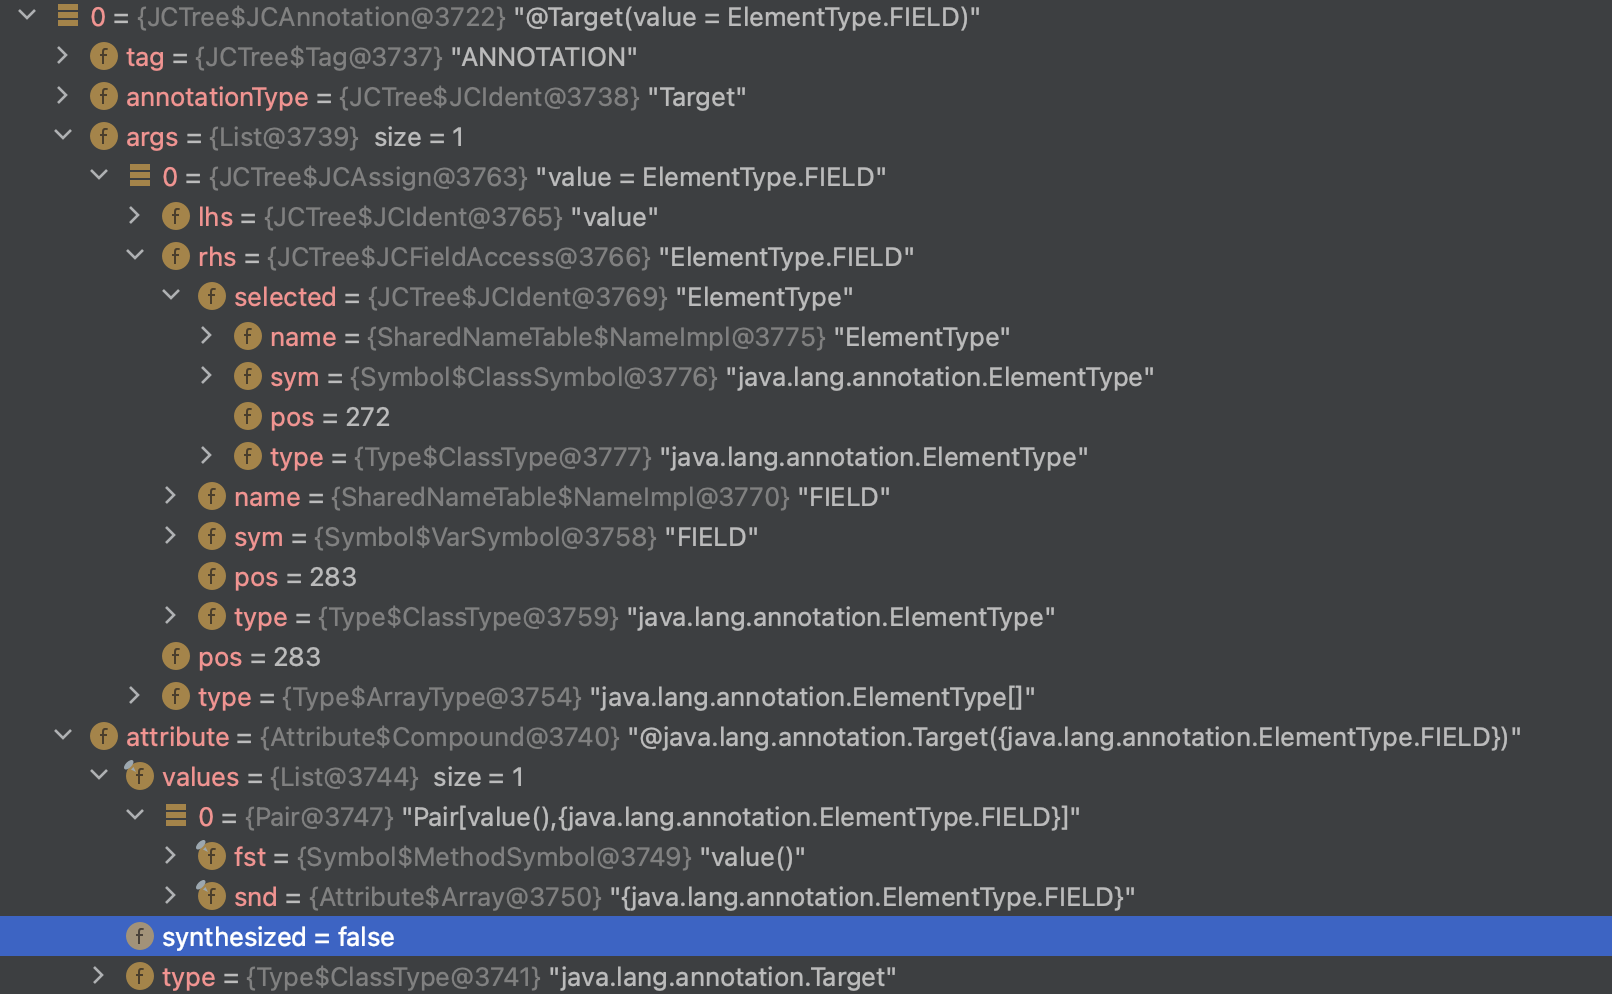 0 = {JCTree$JCAnnotation@3722} "@Target(value = ElementType.FIELD)"
f tag = {JCTree$Tag@3737} "ANNOTATION"
f annotationType = {JCTree$JCIdent@3738} "Target"
f args = {List@3739} size = 1
0 = {JCTree$JCAssign@3763} "value = ElementType.FIELD"
f lhs = {JCTree$JCIdent@3765} "value"
f rhs = {JCTree$JCFieldAccess@3766} "ElementType.FIELD"
f selected = {JCTree$JCIdent@3769} "ElementType"
f name = {SharedNameTable$NameImpl@3775} "ElementType"
f sym = {Symbol$ClassSymbol@3776} "java.lang.annotation.ElementType"
f pos = 272
f type = {Type$ClassType@3777} "java.lang.annotation.ElementType"
f name = {SharedNameTable$NameImpl@3770} "FIELD"
f sym = {Symbol$VarSymbol@3758} "FIELD"
f pos = 283
f type = {Type$ClassType@3759} "java.lang.annotation.ElementType"
f pos = 283
f type = {Type$ArrayType@3754} "java.lang.annotation.ElementType[]"
f attribute = {Attribute$Compound@3740} "@java.lang.annotation.Target({java.lang.annotation.ElementType.FIELD})"
f values = {List@3744} size = 1
0 = {Pair@3747} "Pair[value(),{java.lang.annotation.ElementType.FIELD}]"
f fst = {Symbol$MethodSymbol@3749} "value()"
f snd = {Attribute$Array@3750} "{java.lang.annotation.ElementType.FIELD}"
f synthesized = false
f type = {Type$ClassType@3741} "java.lang.annotation.Target"